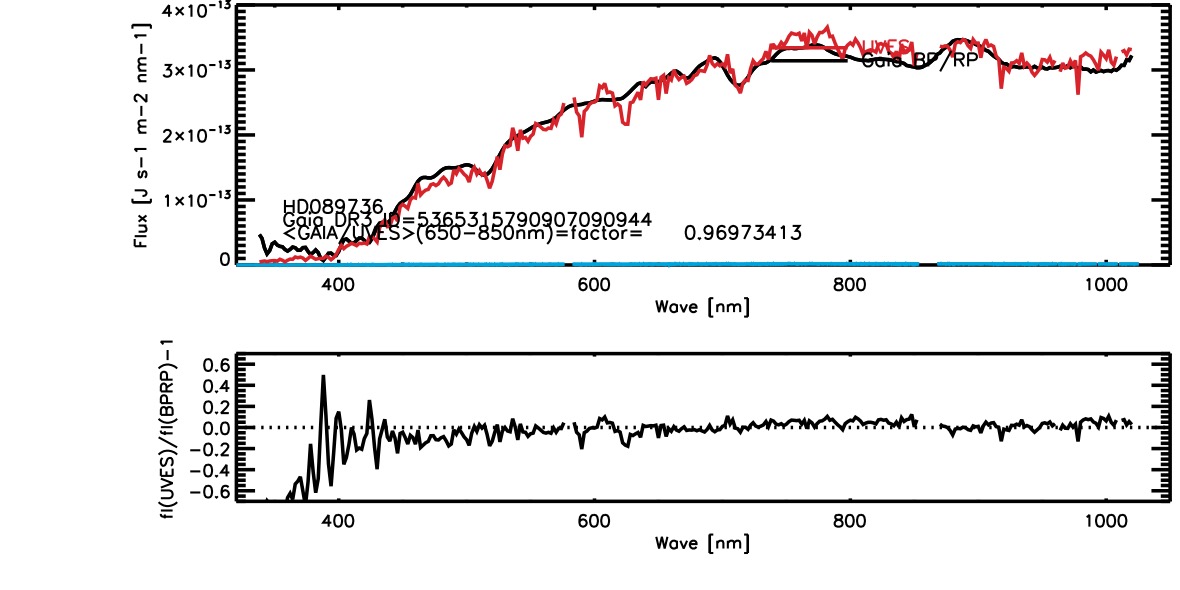 4×10−13
3×10−13
2×10−13
1×10−13
0
Flux [J s−1 m−2 nm−1]
UVES
Gaia BP/RP
HD089736
Gaia DR3 ID=5365315790907090944
<GAIA/UVES>(650−850nm)=factor= 0.96973413
400 600 800 1000
Wave [nm]
0.6
0.4
0.2
0.0
−0.2
−0.4
−0.6
fl(UVES)/fl(BPRP)−1
400 600 800 1000
Wave [nm]